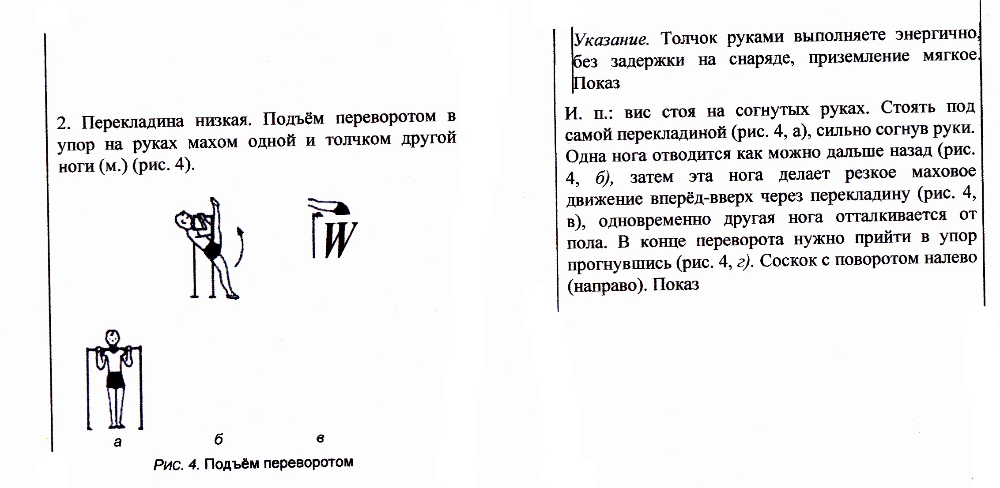 2. Перекладина низкая. Подъём переворотом в
упор на руках махом одной и толчком другой
ноги (м.) (рис. 4).
W
а
б
в
Рис. 4. Подъём переворотом
Указание. Толчок руками выполняете энергично,
без задержки на снаряде, приземление мягкое.
Показ
И. п.: вис стоя на согнутых руках. Стоять под
самой перекладиной (рис. 4, а), сильно согнув руки.
Одна нога отводится как можно дальше назад (рис.
4, б), затем эта нога делает резкое маховое
движение вперёд-вверх через перекладину (рис. 4,
в), одновременно другая нога отталкивается от
пола. В конце переворота нужно прийти в упор
прогнувшись (рис. 4, г). Соскок с поворотом налево
(направо). Показ